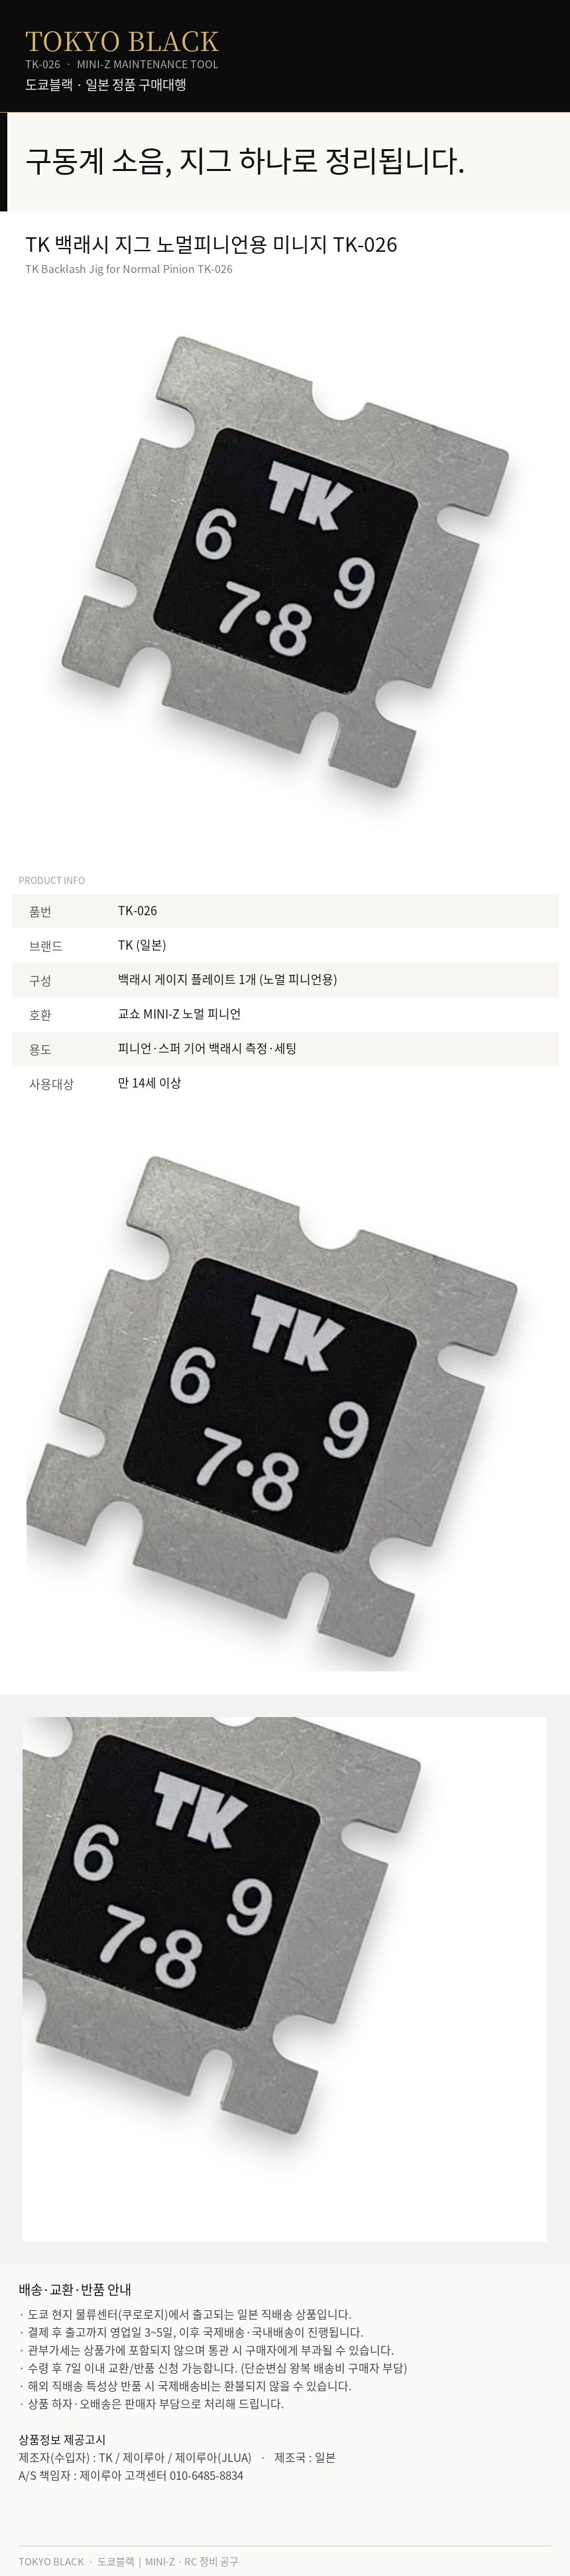 TOKYO BLACK
TK-026 · MINI-Z MAINTENANCE TOOL
도쿄블랙 · 일본 정품 구매대행
구동계 소음, 지그 하나로 정리됩니다.
TK 백래시 지그 노멀피니언용 미니지 TK-026
TK Backlash Jig for Normal Pinion TK-026
TK
6
9
7·8
PRODUCT INFO
품번 TK-026
브랜드 TK (일본)
구성 백래시 게이지 플레이트 1개 (노멀 피니언용)
호환 교쇼 MINI-Z 노멀 피니언
용도 피니언·스퍼 기어 백래시 측정·세팅
사용대상 만 14세 이상
TK
6
9
7·8
TK
6
9
7·8
배송·교환·반품 안내
· 도쿄 현지 물류센터(쿠로로지)에서 출고되는 일본 직배송 상품입니다.
· 결제 후 출고까지 영업일 3~5일, 이후 국제배송·국내배송이 진행됩니다.
· 관부가세는 상품가에 포함되지 않으며 통관 시 구매자에게 부과될 수 있습니다.
· 수령 후 7일 이내 교환/반품 신청 가능합니다. (단순변심 왕복 배송비 구매자 부담)
· 해외 직배송 특성상 반품 시 국제배송비는 환불되지 않을 수 있습니다.
· 상품 하자·오배송은 판매자 부담으로 처리해 드립니다.
상품정보 제공고시
제조자(수입자) : TK / 제이루아 / 제이루아(JLUA) · 제조국 : 일본
A/S 책임자 : 제이루아 고객센터 010-6485-8834
TOKYO BLACK · 도쿄블랙 | MINI-Z · RC 정비 공구